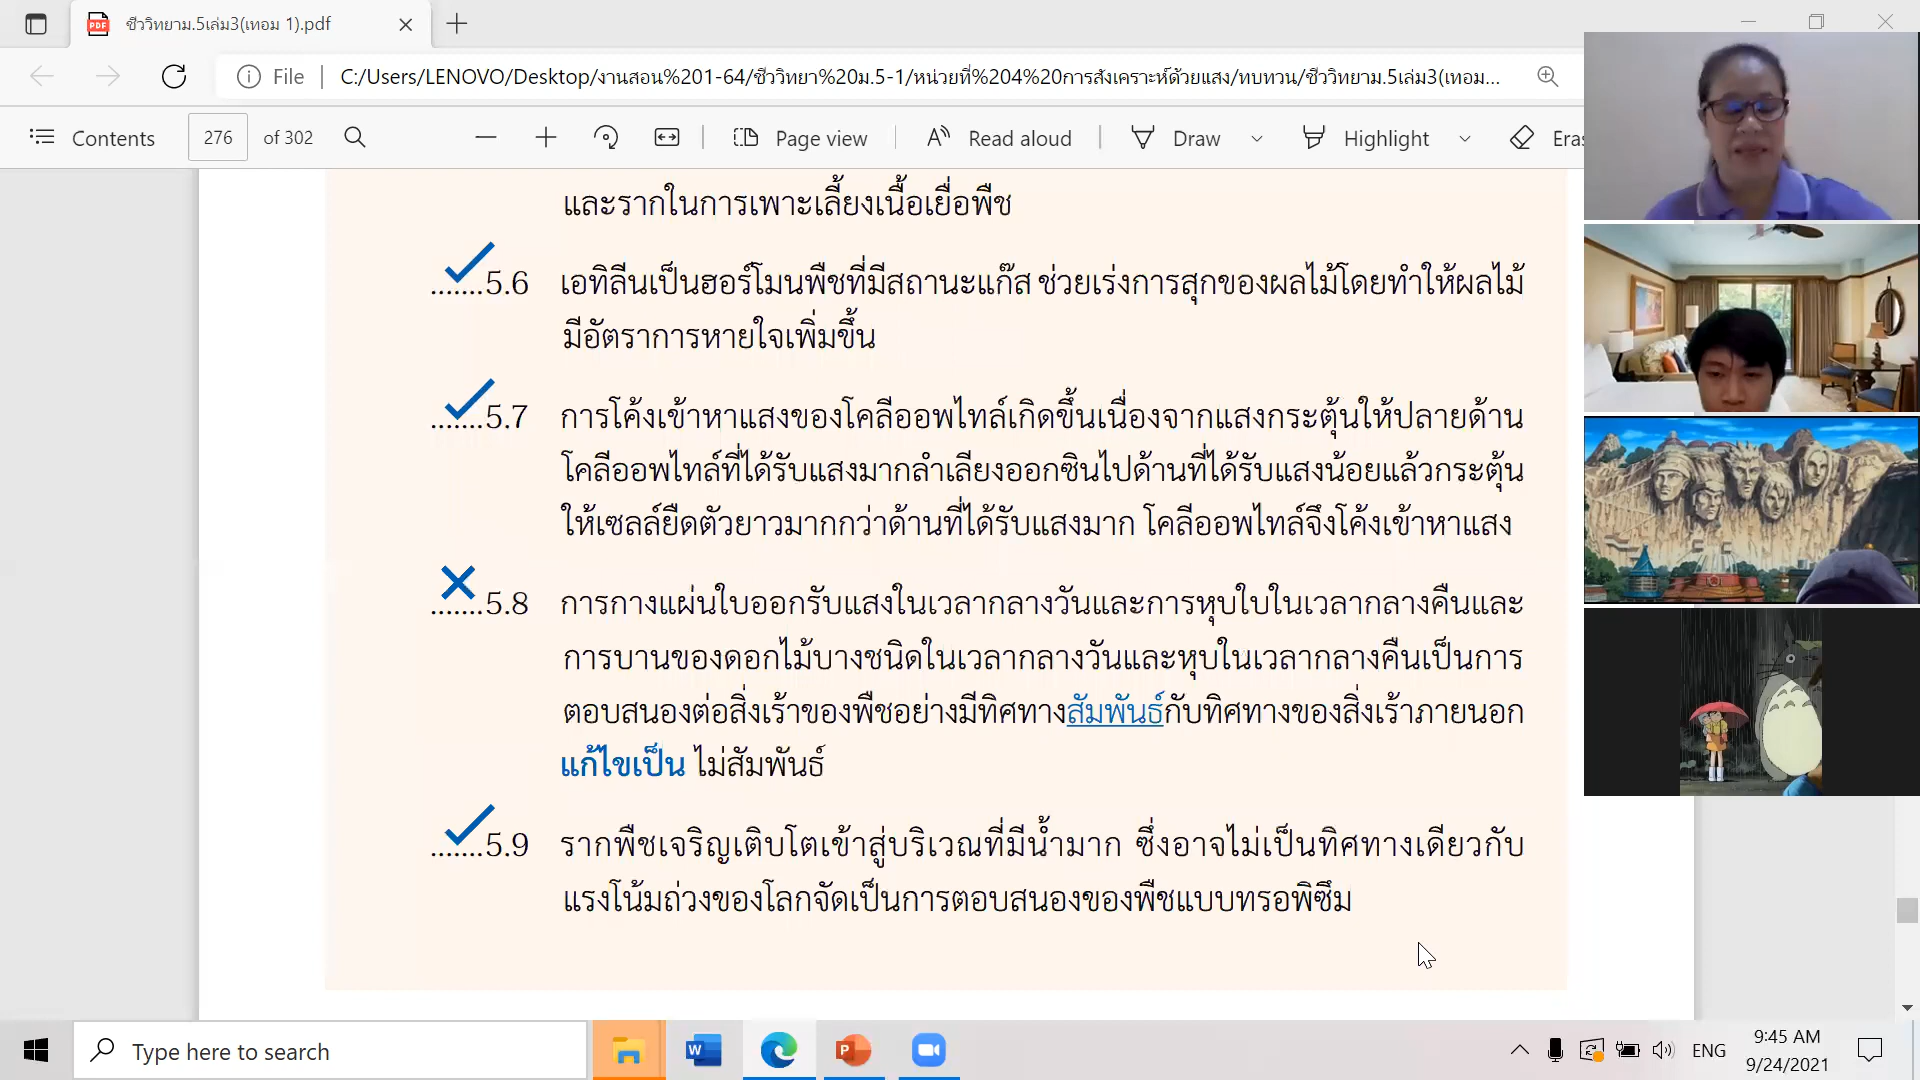 ชีววิทยาม.5เล่ม3(เทอม 1).pdf
File
C:/Users/LENOVO/Desktop/งานสอน%201-64/ชีววิทยา%20ม.5-1/หน่วยที่%204%20การสังเคราะห์ด้วยแสง/ทบทวน/ชีววิทยาม.5เล่ม3(เทอม...
Contents
276 of 302
Page view
Read aloud
Draw
Highlight
Eras
และรากในการเพาะเลี้ยงเนื้อเยื่อพืช
.......5.6 เอทิลีนเป็นฮอร์โมนพืชที่มีสถานะแก๊ส ช่วยเร่งการสุกของผลไม้โดยทำให้ผลไม้
มีอัตราการหายใจเพิ่มขึ้น
.......5.7 การโค้งเข้าหาแสงของโคลีออพไทล์เกิดขึ้นเนื่องจากแสงกระตุ้นให้ปลายด้าน
โคลีออพไทล์ที่ได้รับแสงมากลำเลียงออกซินไปด้านที่ได้รับแสงน้อยแล้วกระตุ้น
ให้เซลล์ยืดตัวยาวมากกว่าด้านที่ได้รับแสงมาก โคลีออพไทล์จึงโค้งเข้าหาแสง
.......5.8 การกางแผ่นใบออกรับแสงในเวลากลางวันและการหุบใบในเวลากลางคืนและ
การบานของดอกไม้บางชนิดในเวลากลางวันและหุบในเวลากลางคืนเป็นการ
ตอบสนองต่อสิ่งเร้าของพืชอย่างมีทิศทางสัมพันธ์กับทิศทางของสิ่งเร้าภายนอก
แก้ไขเป็น ไม่สัมพันธ์
.......5.9 รากพืชเจริญเติบโตเข้าสู่บริเวณที่มีน้ำมาก ซึ่งอาจไม่เป็นทิศทางเดียวกับ
แรงโน้มถ่วงของโลกจัดเป็นการตอบสนองของพืชแบบทรอพิซึม
Type here to search
ENG
9:45 AM
9/24/2021